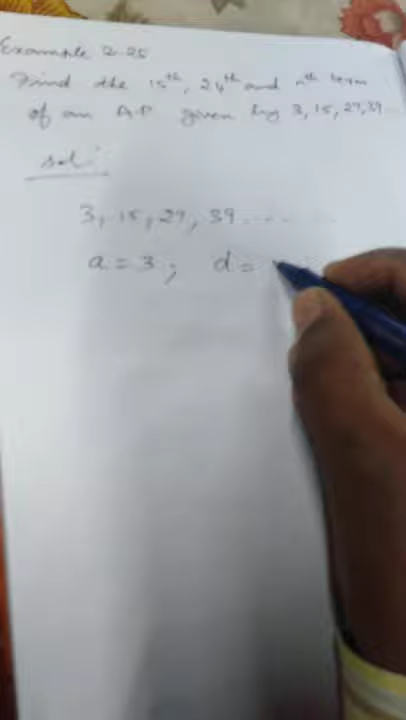 Example 2.25
Find the 15th, 24th and nth term
of an A.P given by 3, 15, 27, 39...
sol:
3, 15, 27, 39......
a = 3 ; d =